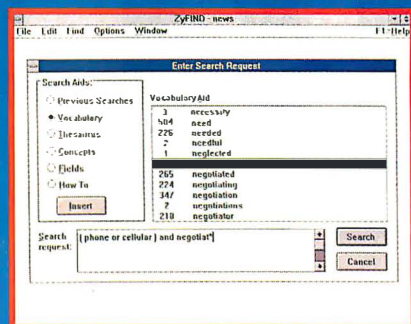 ZyFIND - news
File Edit Find Options Window F1=Help
Enter Search Request
Search Aids:
Previous Searches
Vocabulary
Thesaurus
Concepts
Fields
How To
Insert
Vocabulary Aid
3 necessity
504 need
226 needed
2 needful
1 neglected
265 negotiated
224 negotiating
347 negotiation
2 negotiations
210 negotiator
Search request:
( phone or cellular ) and negotiat*
Search
Cancel